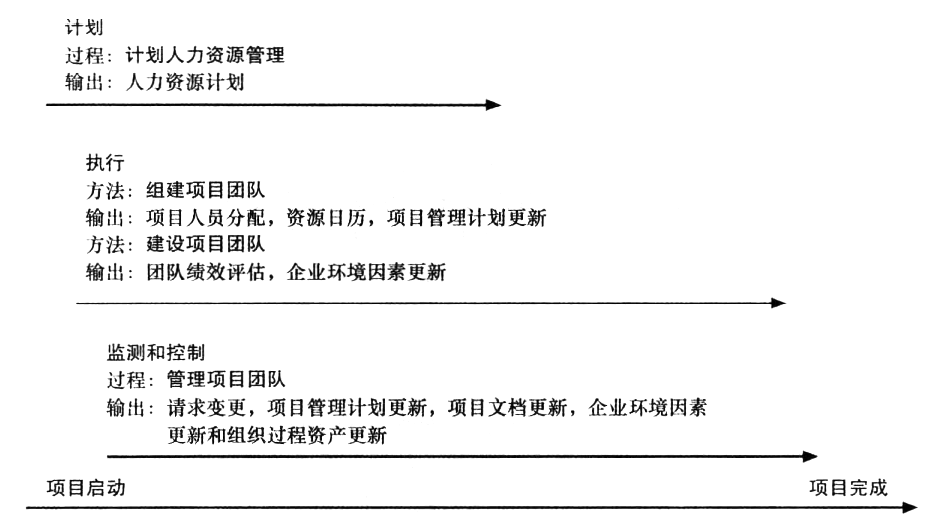 计划
过程：计划人力资源管理
输出：人力资源计划
执行
方法：组建项目团队
输出：项目人员分配，资源日历，项目管理计划更新
方法：建设项目团队
输出：团队绩效评估，企业环境因素更新
监测和控制
过程：管理项目团队
输出：请求变更，项目管理计划更新，项目文档更新，企业环境因素
更新和组织过程资产更新
项目启动
项目完成